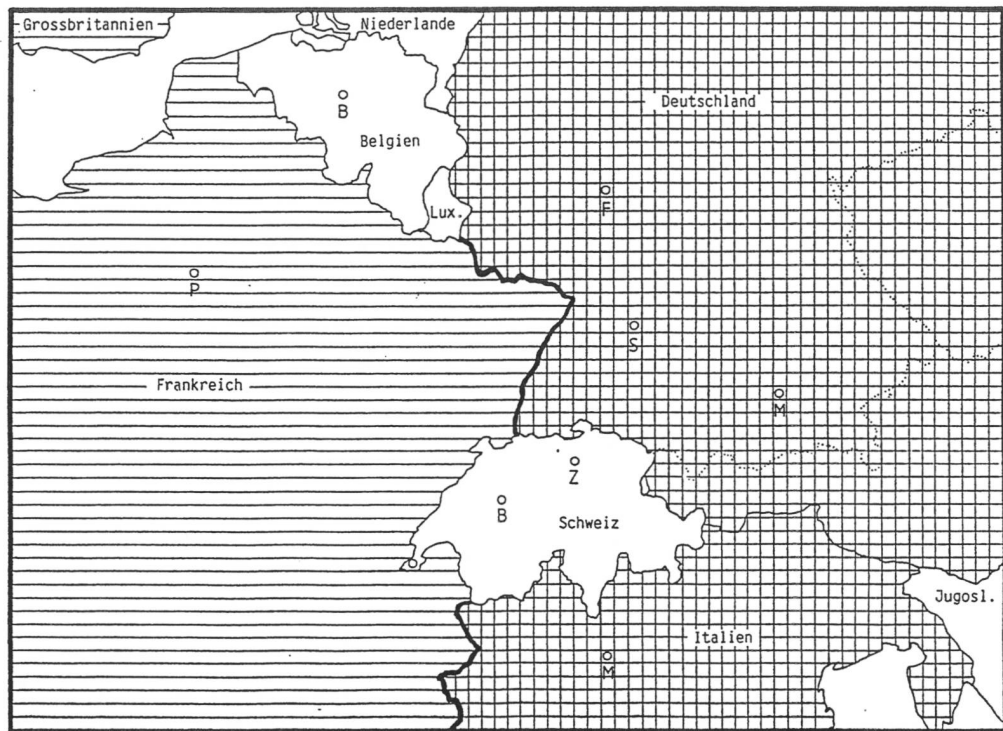 Grossbritannien
Niederlande
B
Belgien
Deutschland
F
Lux.
P
S
Frankreich
M
Z
B
Schweiz
Jugosl.
Italien
M